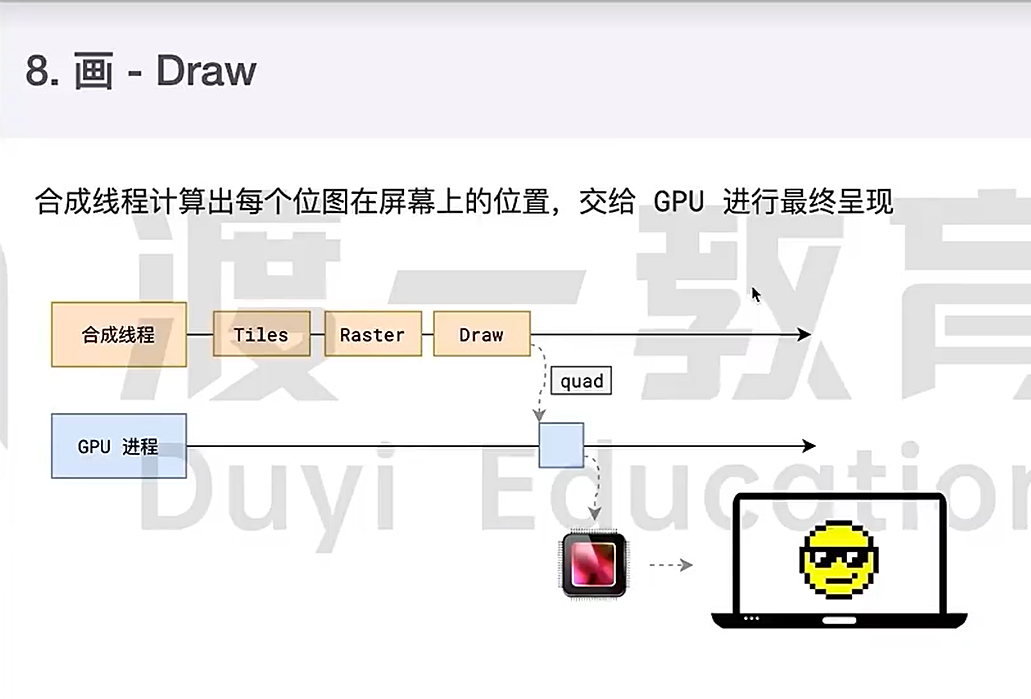 8. 画 - Draw
合成线程计算出每个位图在屏幕上的位置，交给 GPU 进行最终呈现
渡一教育
合成线程
Tiles
Raster
Draw
quad
GPU 进程
Duyi Education